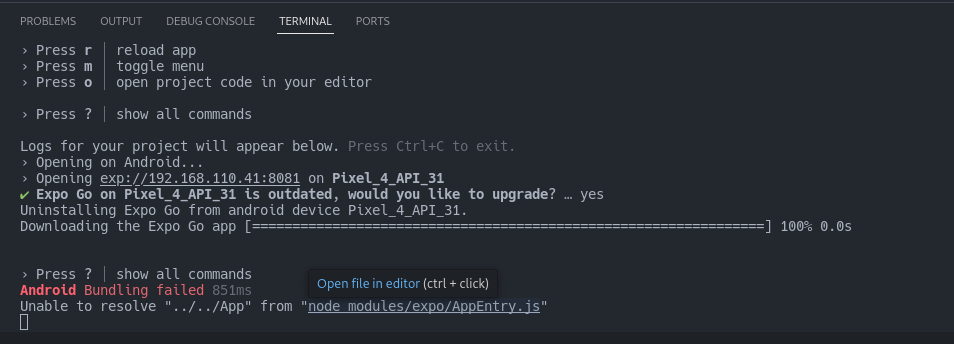 PROBLEMS OUTPUT DEBUG CONSOLE TERMINAL PORTS
› Press r │ reload app
› Press m │ toggle menu
› Press o │ open project code in your editor
› Press ? │ show all commands
Logs for your project will appear below. Press Ctrl+C to exit.
› Opening on Android...
› Opening exp://192.168.110.41:8081 on Pixel_4_API_31
✔ Expo Go on Pixel_4_API_31 is outdated, would you like to upgrade? … yes
Uninstalling Expo Go from android device Pixel_4_API_31.
Downloading the Expo Go app [================================================================] 100% 0.0s
› Press ? │ show all commands
Open file in editor (ctrl + click)
Android Bundling failed 851ms
Unable to resolve "../../App" from "node_modules/expo/AppEntry.js"